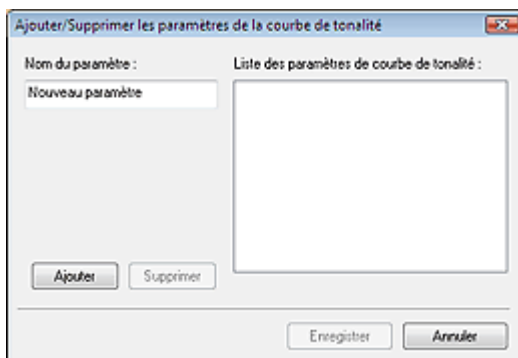 Ajouter/Supprimer les paramètres de la courbe de tonalité
Nom du paramètre :
Liste des paramètres de courbe de tonalité :
Nouveau paramètre
Ajouter
Supprimer
Enregistrer
Annuler